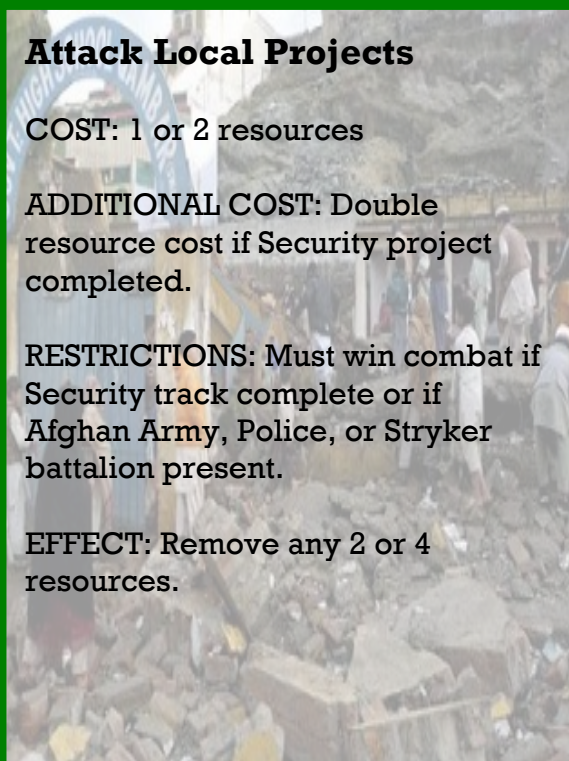 GH SCHOOL
Attack Local Projects
COST: 1 or 2 resources
ADDITIONAL COST: Double
resource cost if Security project
completed.
RESTRICTIONS: Must win combat if
Security track complete or if
Afghan Army, Police, or Stryker
battalion present.
EFFECT: Remove any 2 or 4
resources.